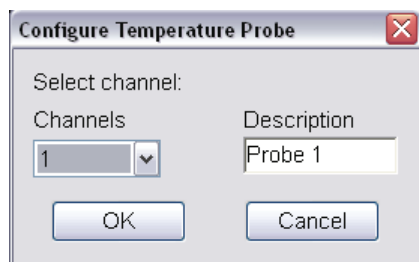 Configure Temperature Probe
Select channel:
Channels Description
1 Probe 1
OK Cancel